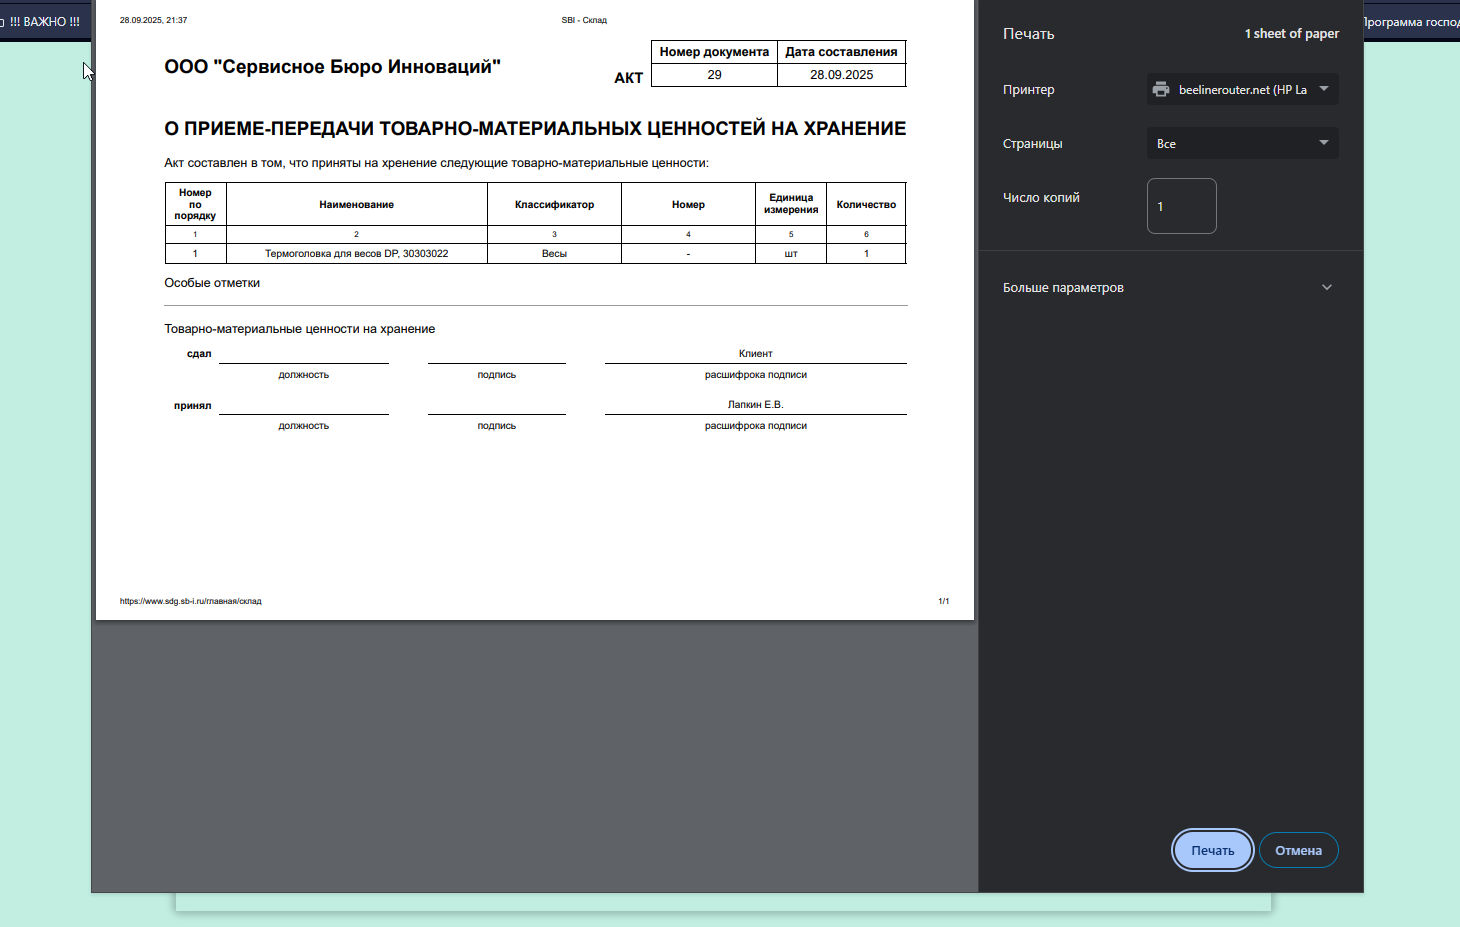 !!! ВАЖНО !!!
28.09.2025, 21:37
SBI - Склад
ООО "Сервисное Бюро Инноваций"
АКТ
Номер документа
Дата составления
29
28.09.2025
О ПРИЕМЕ-ПЕРЕДАЧИ ТОВАРНО-МАТЕРИАЛЬНЫХ ЦЕННОСТЕЙ НА ХРАНЕНИЕ
Акт составлен в том, что приняты на хренение следующие товарно-материальные ценности:
Номер
по
порядку
Наименование
Классификатор
Номер
Единица
измерения
Количество
1
2
3
4
5
6
1
Термоголовка для весов DP, 30303022
Весы
-
шт
1
Особые отметки
Товарно-материальные ценности на хранение
сдал
Клиент
должность
подпись
расшифрока подписи
принял
Лапкин Е.В.
должность
подпись
расшифрока подписи
https://www.sdg.sb-i.ru/главная/склад
1/1
Печать
1 sheet of paper
Принтер
beelinerouter.net (HP La
Страницы
Все
Число копий
1
Больше параметров
Печать
Отмена
Программа господ